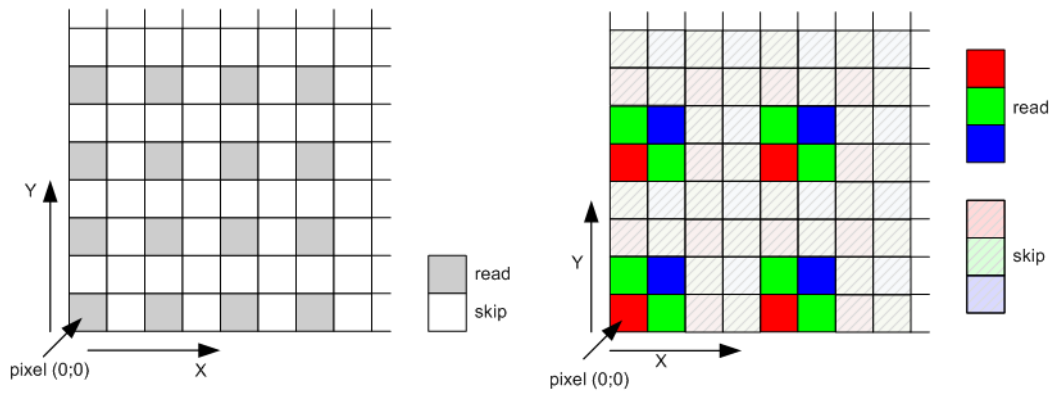 Y
read
skip
pixel (0;0)
X
read
skip
Y
X
pixel (0;0)